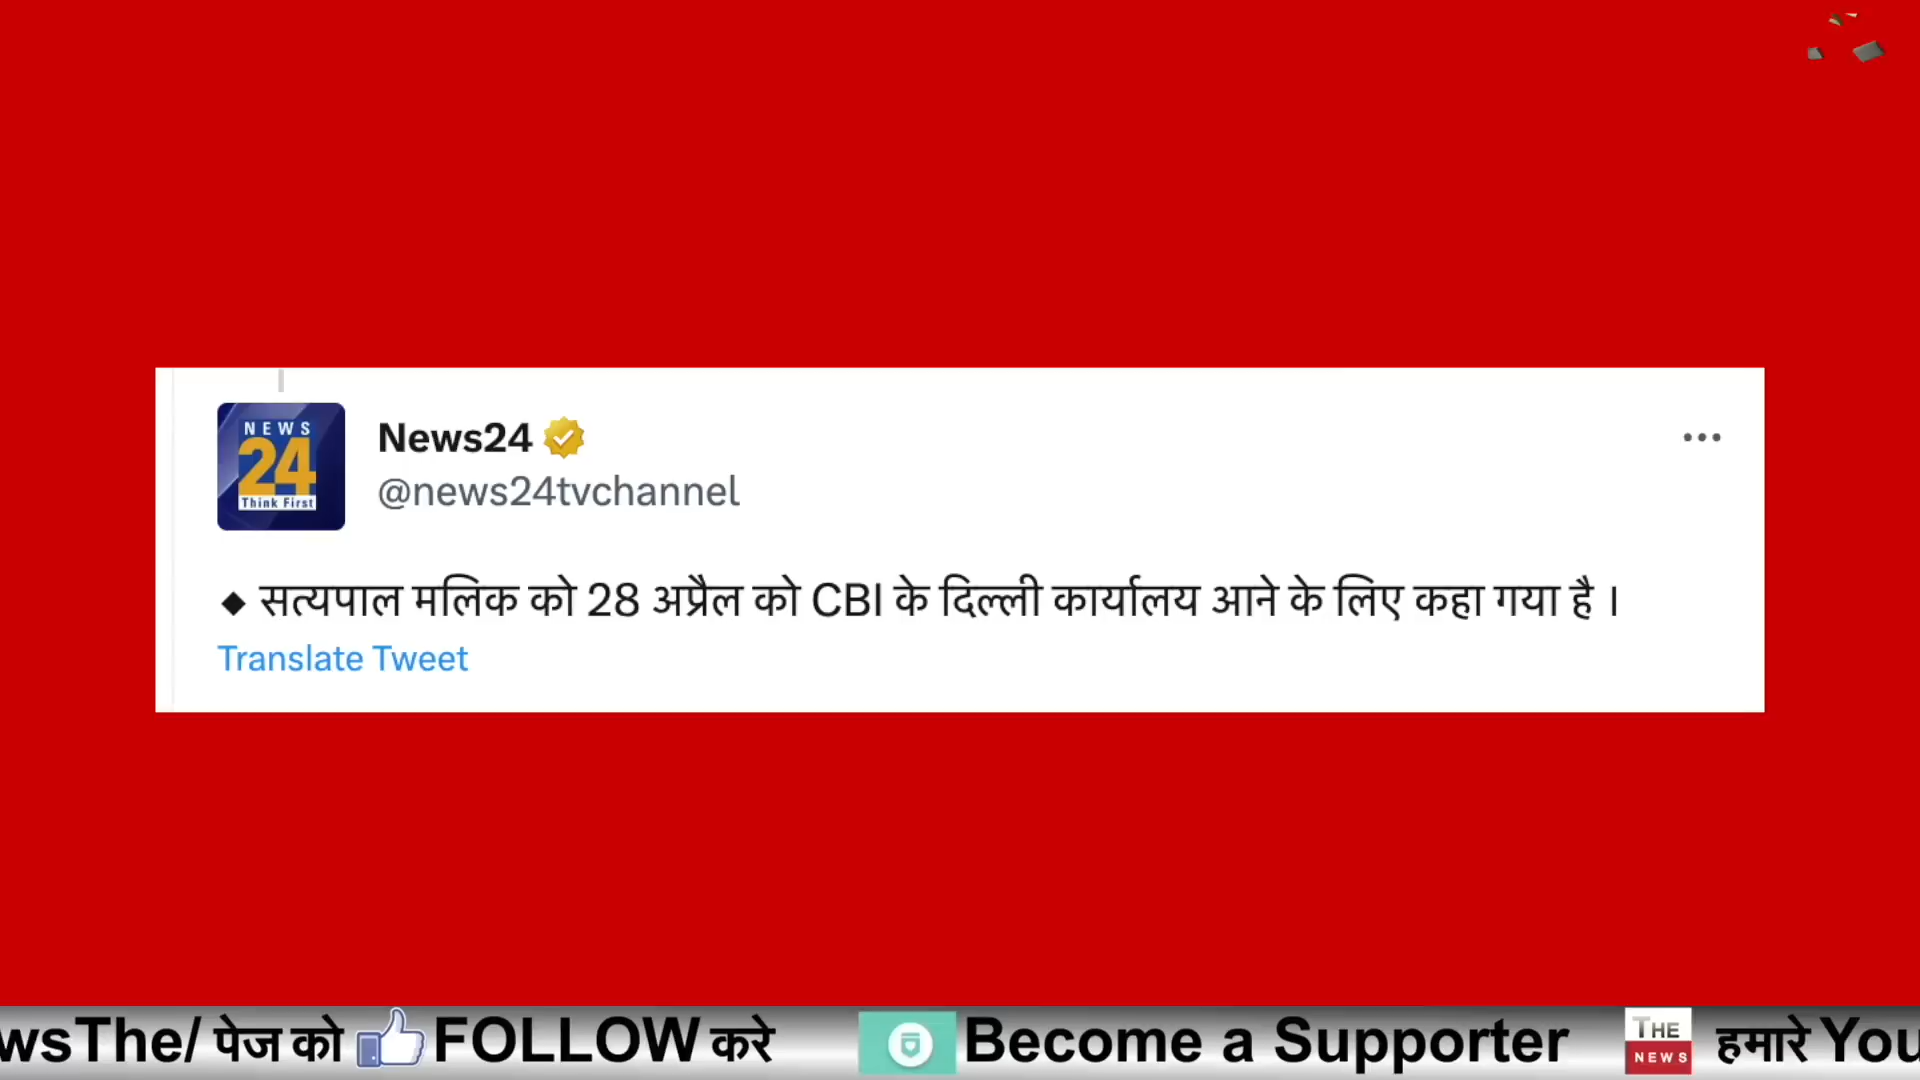 NEWS
24
Think First
News24
@news24tvchannel
◆ सत्यपाल मलिक को 28 अप्रैल को CBI के दिल्ली कार्यालय आने के लिए कहा गया है ।
Translate Tweet
wsThe/ पेज को FOLLOW करे Become a Supporter THE NEWS हमारे You